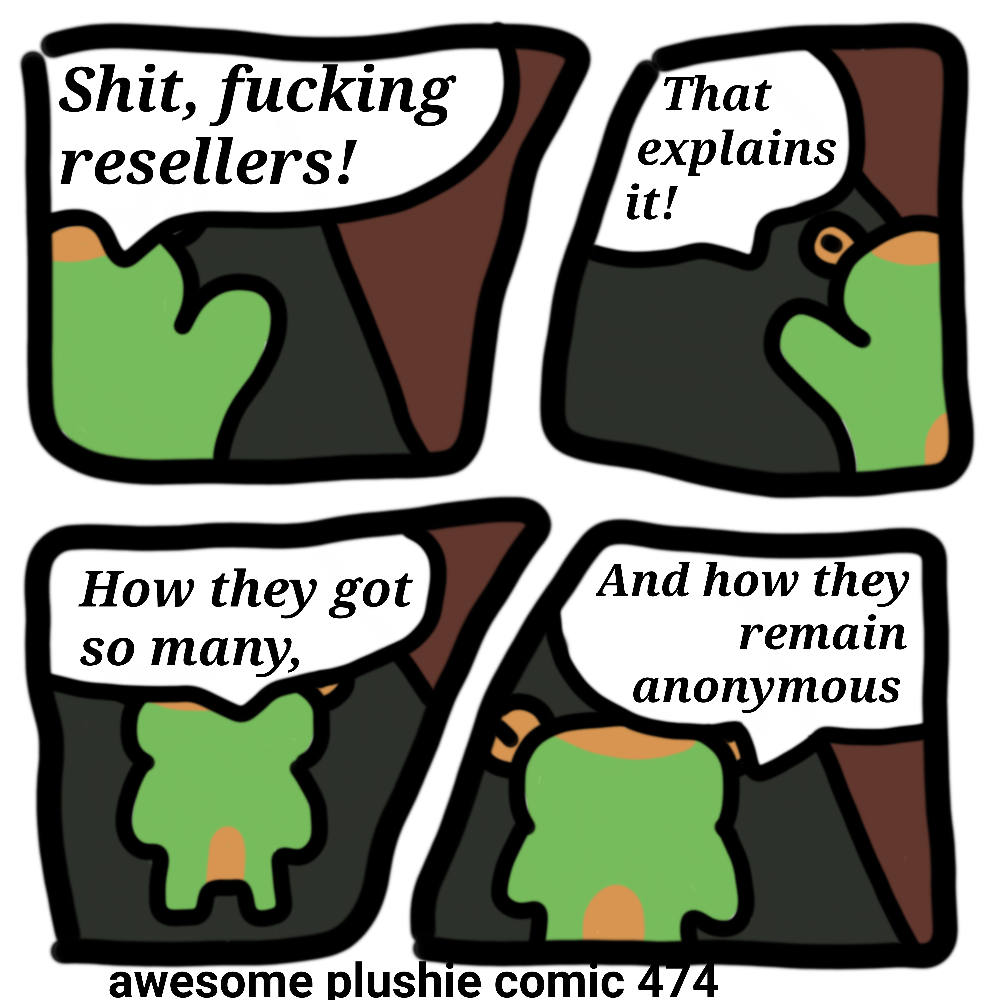 Shit, fucking
resellers!
That
explains
it!
How they got
so many,
And how they
remain
anonymous
awesome plushie comic 474